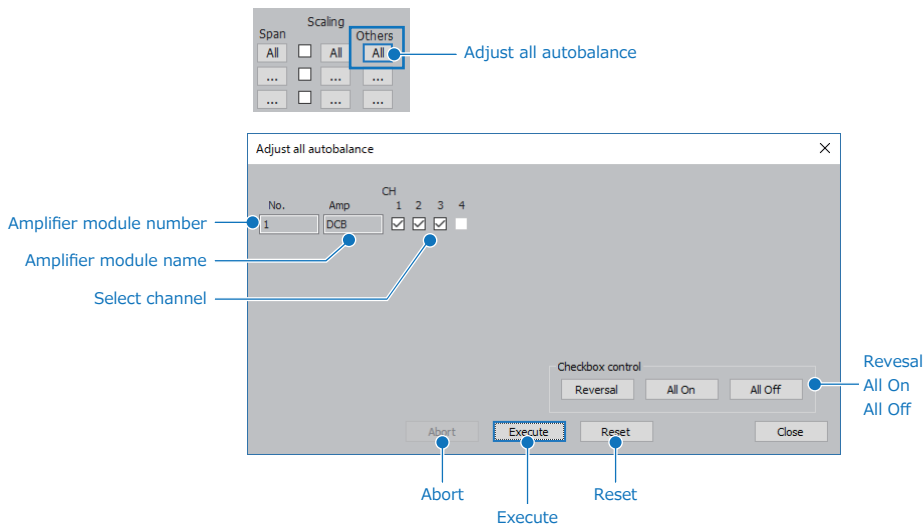 Scaling
Span
Others
All All All
Adjust all autobalance
... ... ...
... ... ...
Adjust all autobalance
CH
No. Amp 1 2 3 4
Amplifier module number
1 DCB
Amplifier module name
Select channel
Checkbox control
Revesal
Reversal All On All Off
All On
All Off
Abort Execute Reset Close
Abort
Reset
Execute